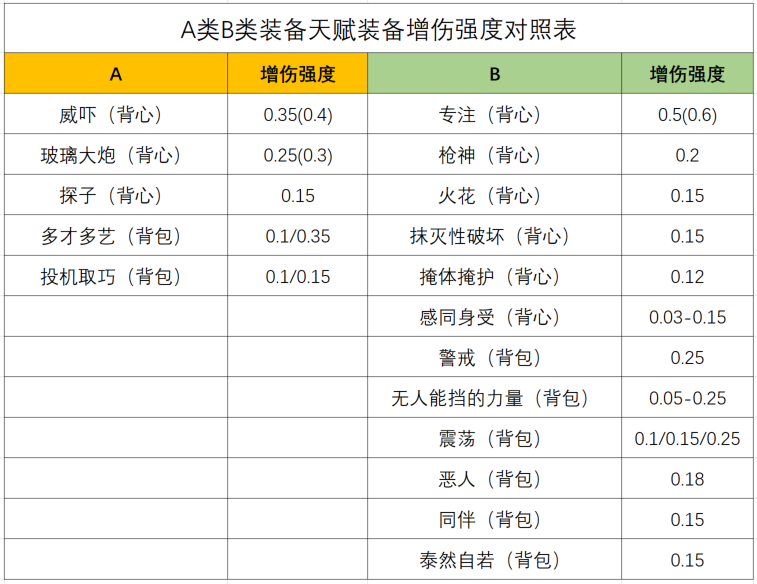 A类B类装备天赋装备增伤强度对照表
A 增伤强度 B 增伤强度
威吓（背心） 0.35(0.4) 专注（背心） 0.5(0.6)
玻璃大炮（背心） 0.25(0.3) 枪神（背心） 0.2
探子（背心） 0.15 火花（背心） 0.15
多才多艺（背包） 0.1/0.35 抹灭性破坏（背心） 0.15
投机取巧（背包） 0.1/0.15 掩体掩护（背心） 0.12
感同身受（背心） 0.03-0.15
警戒（背包） 0.25
无人能挡的力量（背包） 0.05-0.25
震荡（背包） 0.1/0.15/0.25
恶人（背包） 0.18
同伴（背包） 0.15
泰然自若（背包） 0.15